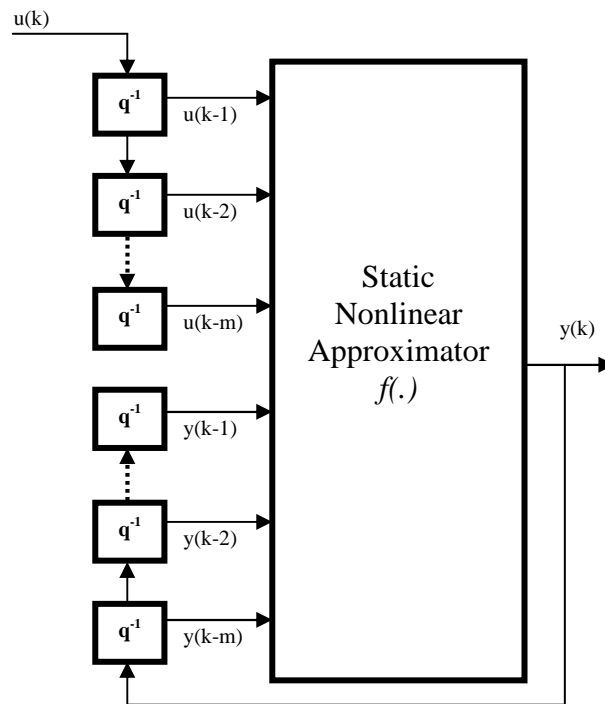 u(k)
q⁻¹
u(k-1)
q⁻¹
u(k-2)
q⁻¹
u(k-m)
Static
Nonlinear
Approximator
f(.)
y(k)
q⁻¹
y(k-1)
q⁻¹
y(k-2)
q⁻¹
y(k-m)